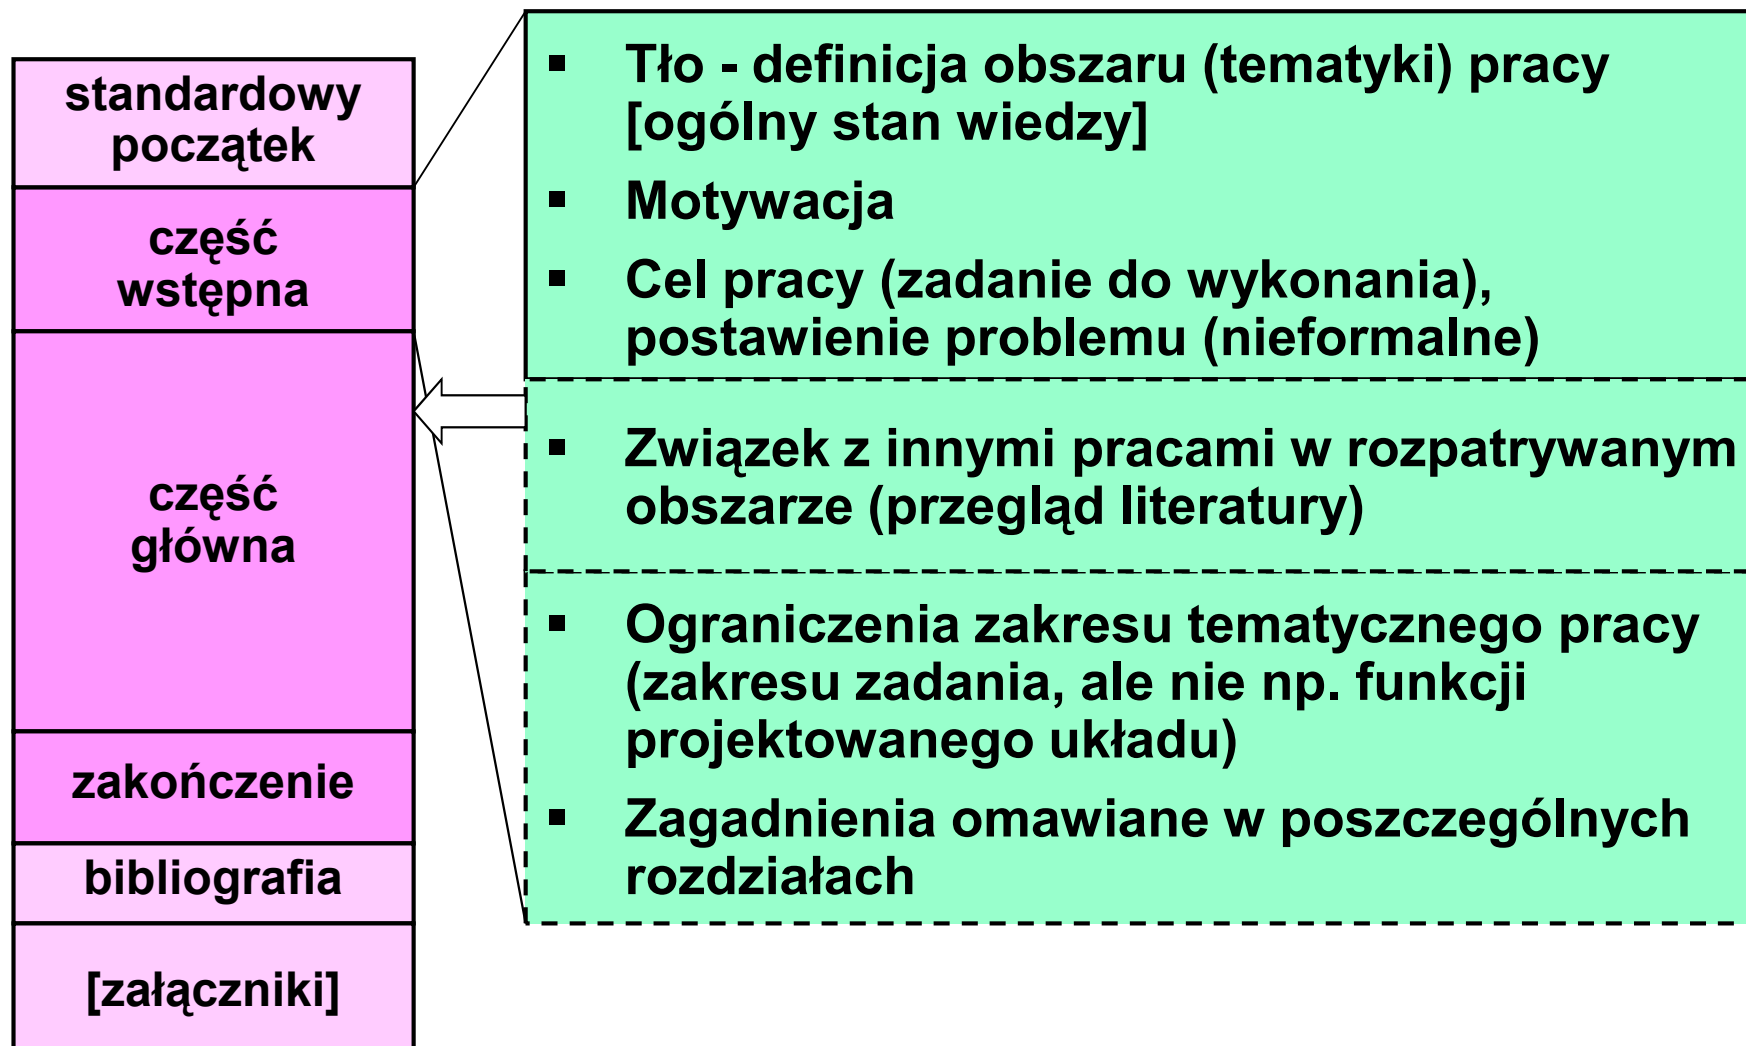 standardowy
początek
część
wstępna
część
główna
zakończenie
bibliografia
[załączniki]
▪ Tło - definicja obszaru (tematyki) pracy
[ogólny stan wiedzy]
▪ Motywacja
▪ Cel pracy (zadanie do wykonania),
postawienie problemu (nieformalne)
▪ Związek z innymi pracami w rozpatrywanym
obszarze (przegląd literatury)
▪ Ograniczenia zakresu tematycznego pracy
(zakresu zadania, ale nie np. funkcji
projektowanego układu)
▪ Zagadnienia omawiane w poszczególnych
rozdziałach